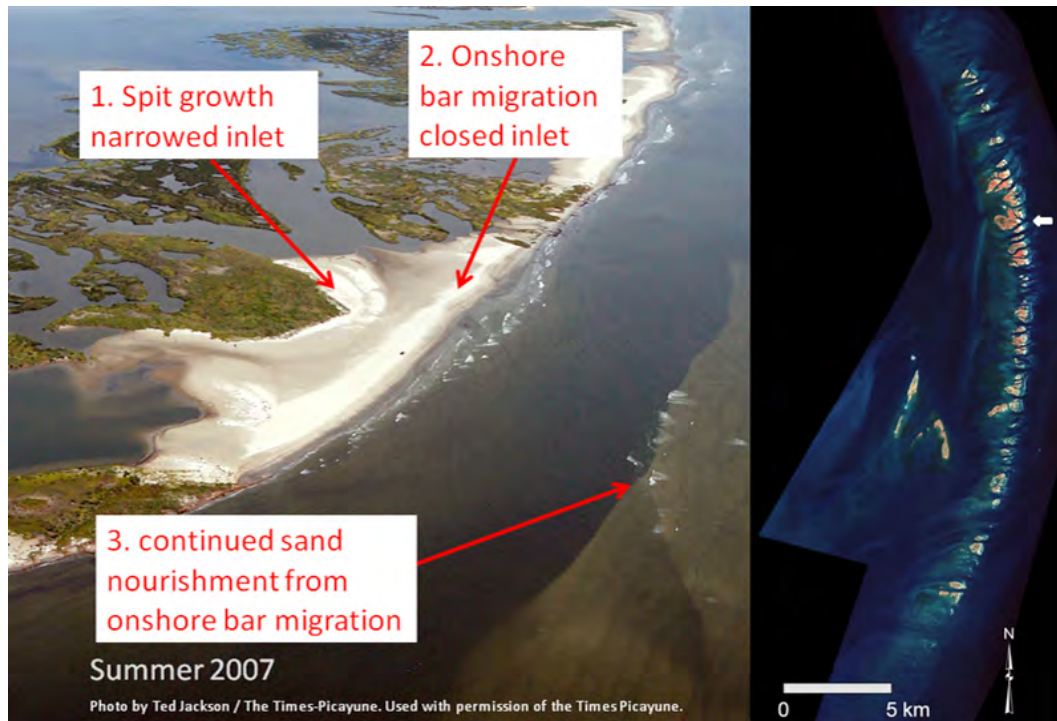 1. Spit growth
narrowed inlet
2. Onshore
bar migration
closed inlet
3. continued sand
nourishment from
onshore bar migration
Summer 2007
Photo by Ted Jackson / The Times-Picayune. Used with permission of the Times Picayune.
N
0 5 km